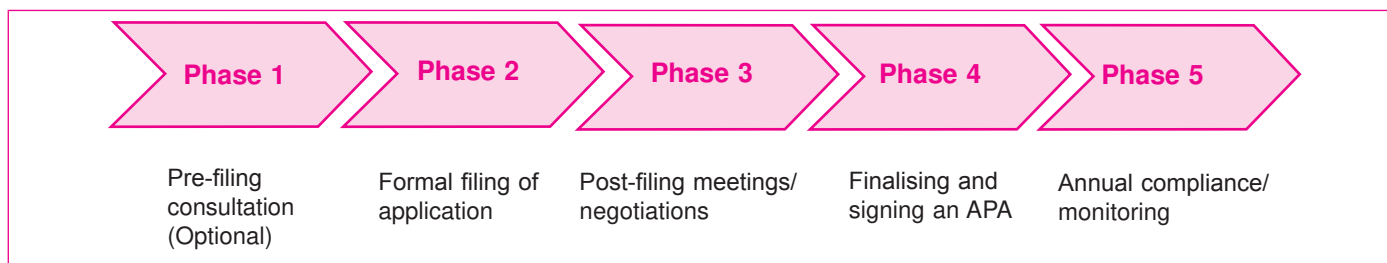 Phase 1
Phase 2
Phase 3
Phase 4
Phase 5
Pre-filing
consultation
(Optional)
Formal filing of
application
Post-filing meetings/
negotiations
Finalising and
signing an APA
Annual compliance/
monitoring